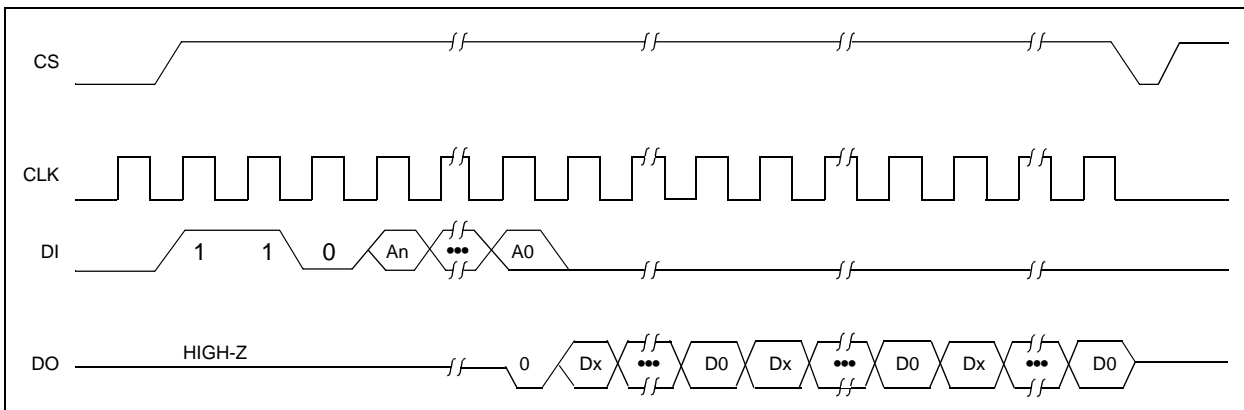 CS
CLK
DI 1 1 0 An ••• A0
HIGH-Z
DO 0 Dx ••• D0 Dx ••• D0 Dx ••• D0